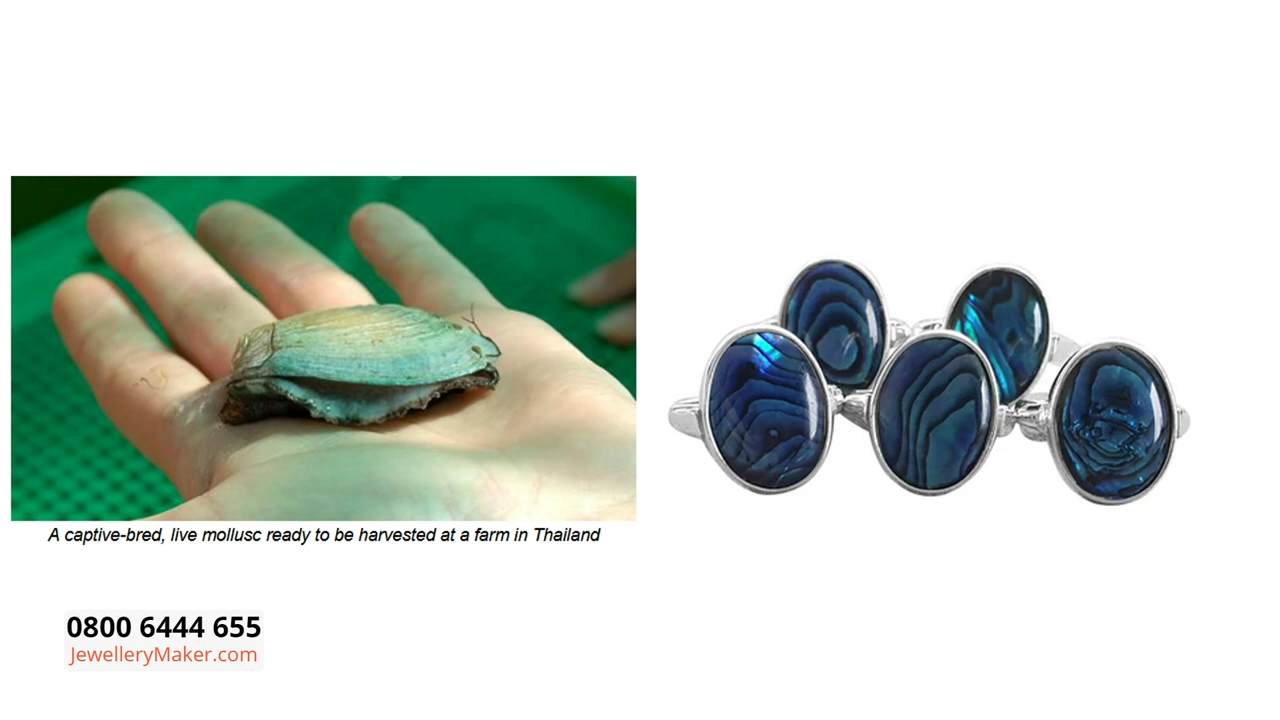 A captive-bred, live mollusc ready to be harvested at a farm in Thailand
0800 6444 655
JewelleryMaker.com